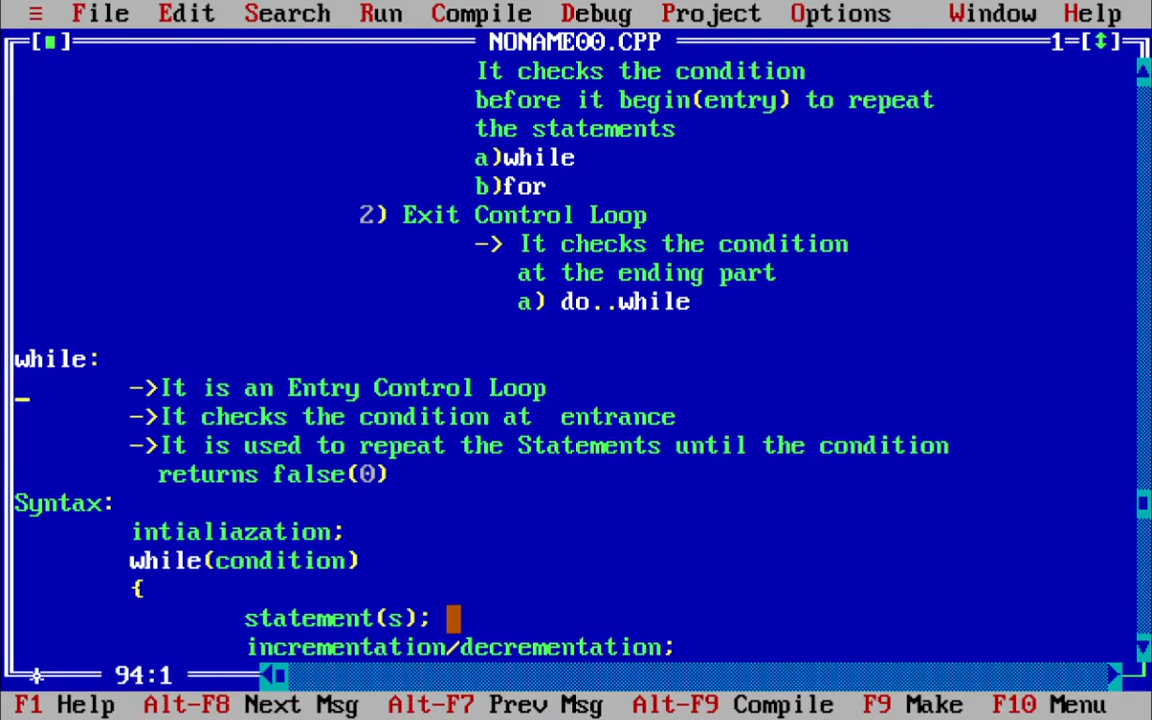 ≡ File Edit Search Run Compile Debug Project Options Window Help
[■] NONAME00.CPP 1=[↕]
It checks the condition
before it begin(entry) to repeat
the statements
a)while
b)for
2) Exit Control Loop
-> It checks the condition
at the ending part
a) do..while
while:
->It is an Entry Control Loop
->It checks the condition at entrance
->It is used to repeat the Statements until the condition
returns false(0)
Syntax:
intialiazation;
while(condition)
{
statement(s);
incrementation/decrementation;
94:1
F1 Help Alt-F8 Next Msg Alt-F7 Prev Msg Alt-F9 Compile F9 Make F10 Menu